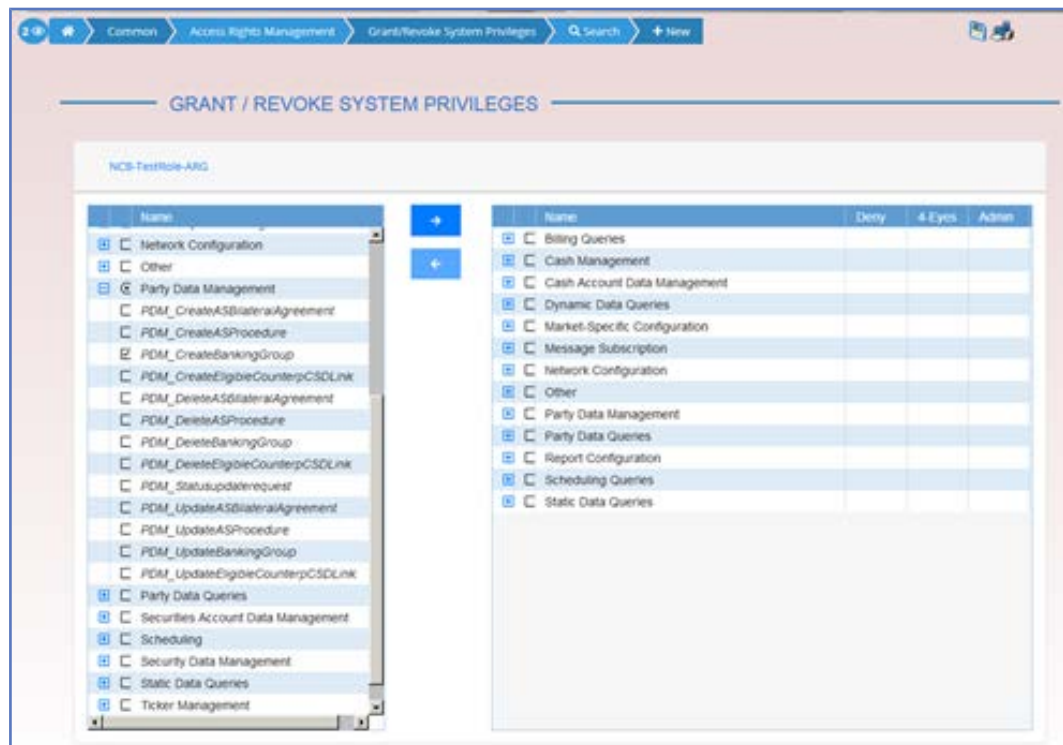 2 Common Access Rights Management Grant/Revoke System Privileges Search + New
GRANT / REVOKE SYSTEM PRIVILEGES
NCB-TestRole-ARG
Name
Network Configuration
Other
Party Data Management
PDM_CreateASBilateralAgreement
PDM_CreateASProcedure
PDM_CreateBankingGroup
PDM_CreateEligibleCounterpCSDLink
PDM_DeleteASBilateralAgreement
PDM_DeleteASProcedure
PDM_DeleteBankingGroup
PDM_DeleteEligibleCounterpCSDLink
PDM_Statusupdaterequest
PDM_UpdateASBilateralAgreement
PDM_UpdateASProcedure
PDM_UpdateBankingGroup
PDM_UpdateEligibleCounterpCSDLink
Party Data Queries
Securities Account Data Management
Scheduling
Security Data Management
Static Data Queries
Ticker Management
Name Deny 4-Eyes Admin
Billing Queries
Cash Management
Cash Account Data Management
Dynamic Data Queries
Market-Specific Configuration
Message Subscription
Network Configuration
Other
Party Data Management
Party Data Queries
Report Configuration
Scheduling Queries
Static Data Queries